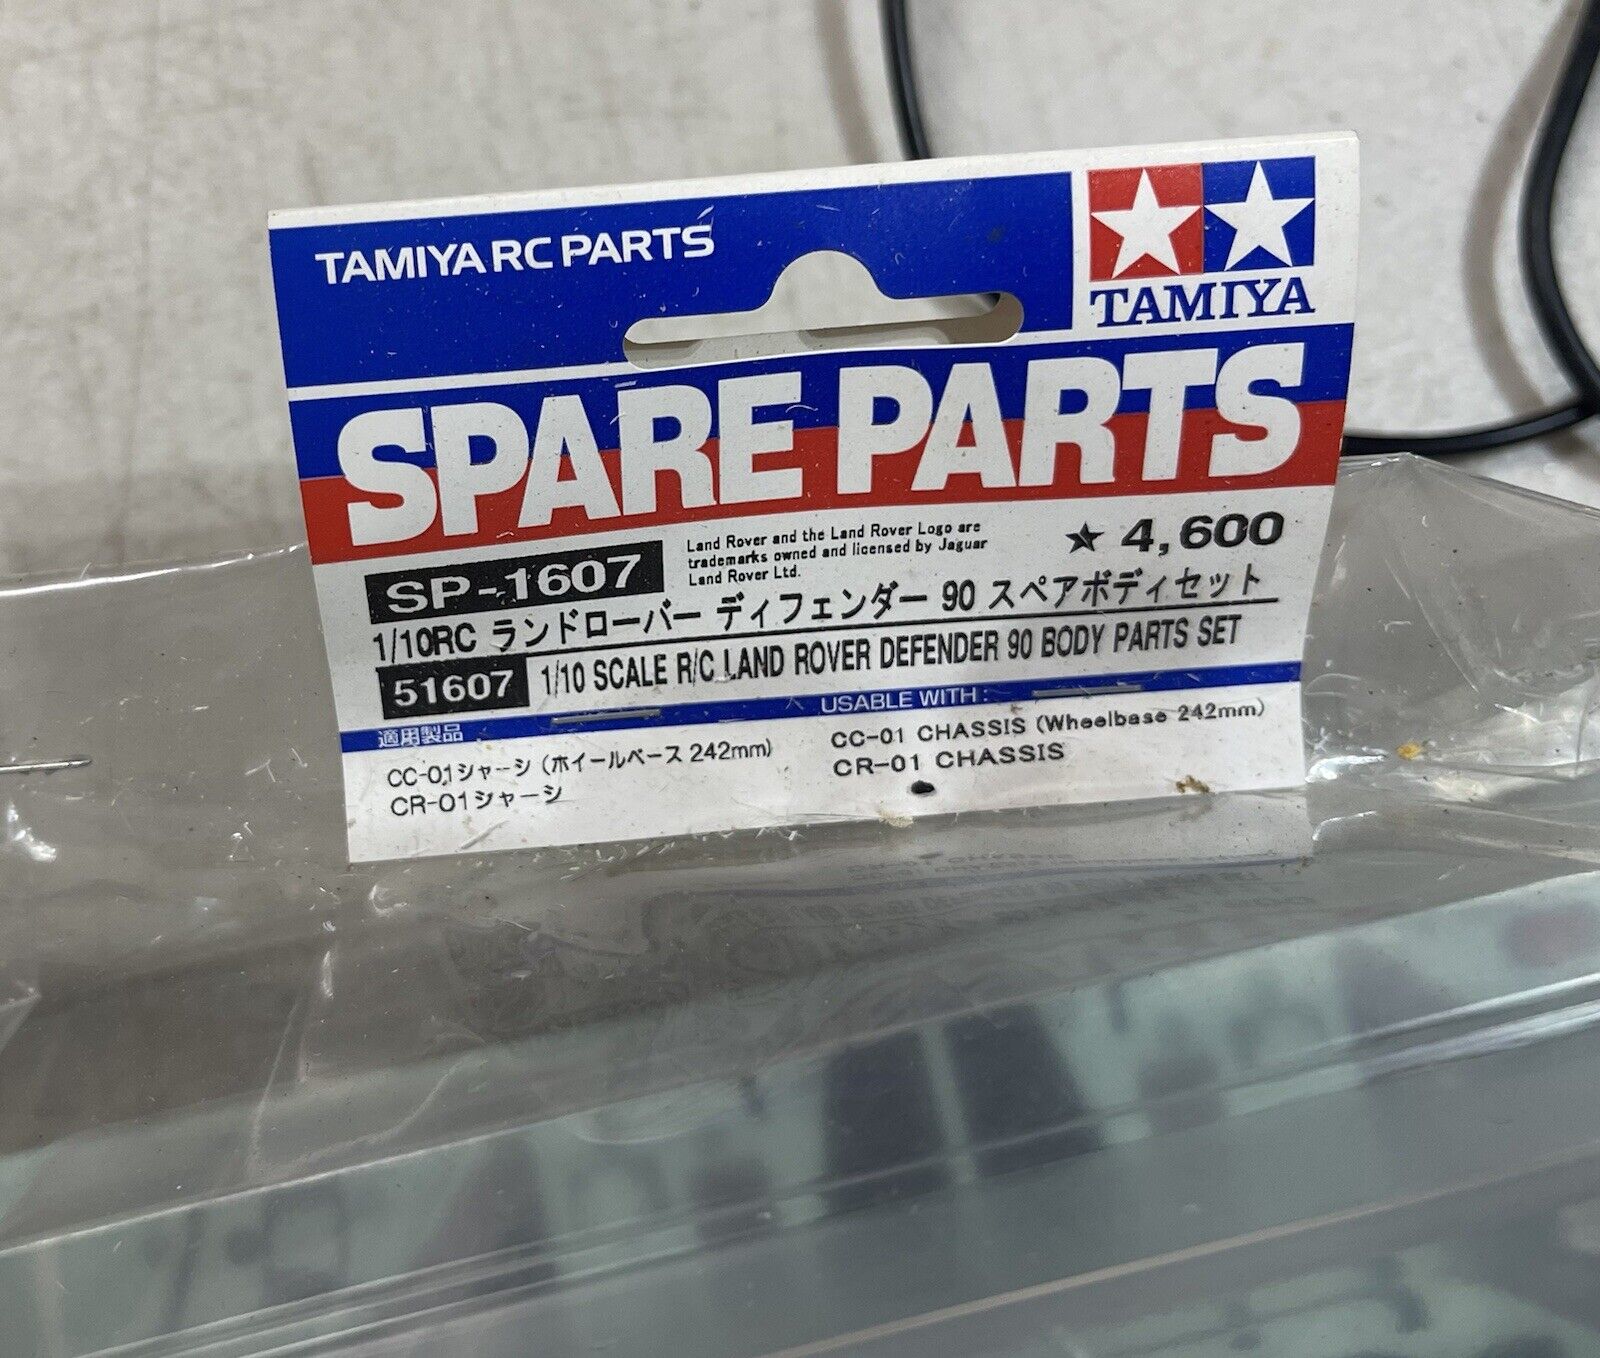 TAMIYA RC PARTS
TAMIYA
SPARE PARTS
SP-1607
Land Rover and the Land Rover Logo are
trademarks owned and licensed by Jaguar
Land Rover Ltd.
★ 4,600
1/10RC ランドローバー ディフェンダー 90 スペアボディセット
51607 1/10 SCALE R/C LAND ROVER DEFENDER 90 BODY PARTS SET
適用製品
CC-01シャーシ (ホイールベース 242mm)
CR-01シャーシ
USABLE WITH:
CC-01 CHASSIS (Wheelbase 242mm)
CR-01 CHASSIS